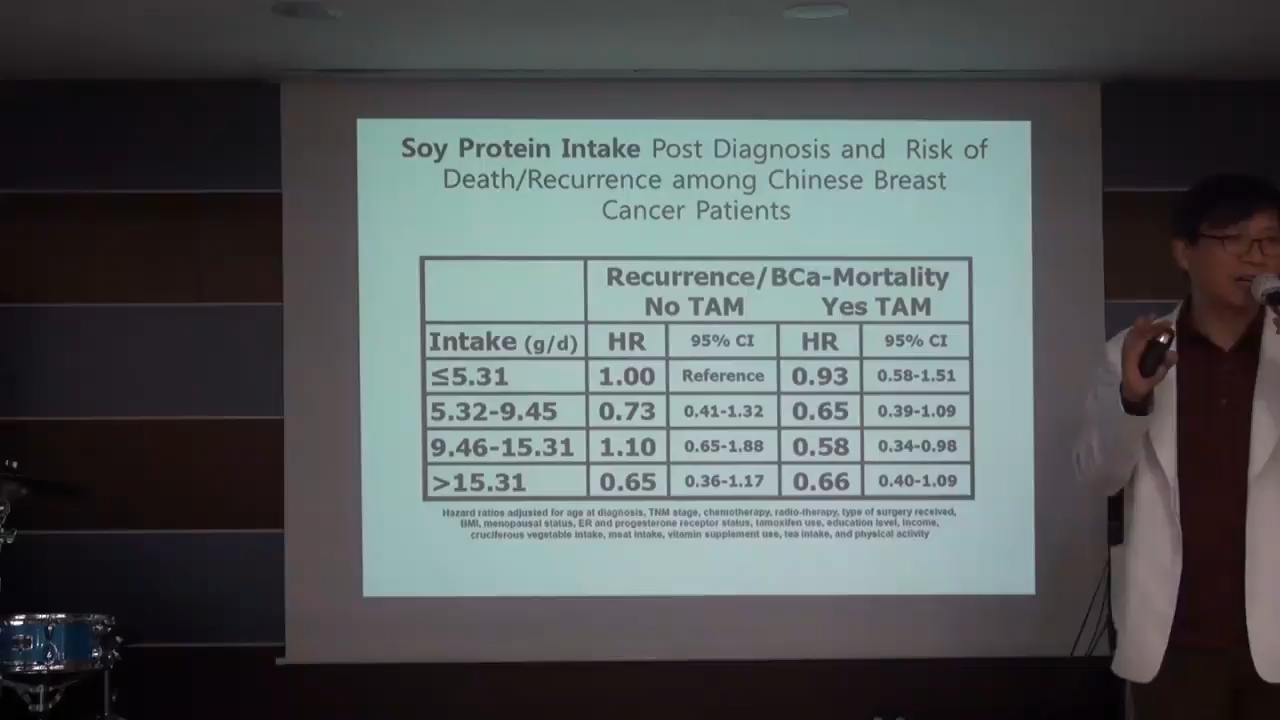 Soy Protein Intake Post Diagnosis and Risk of
Death/Recurrence among Chinese Breast
Cancer Patients
Recurrence/BCa-Mortality
No TAM Yes TAM
Intake (g/d) HR 95% CI HR 95% CI
≤5.31 1.00 Reference 0.93 0.58-1.51
5.32-9.45 0.73 0.41-1.32 0.65 0.39-1.09
9.46-15.31 1.10 0.65-1.88 0.58 0.34-0.98
>15.31 0.65 0.36-1.17 0.66 0.40-1.09
Hazard ratios adjusted for age at diagnosis, TNM stage, chemotherapy, radio-therapy, type of surgery received,
BMI, menopausal status, ER and progesterone receptor status, tamoxifen use, education level, income,
cruciferous vegetable intake, meat intake, vitamin supplement use, tea intake, and physical activity